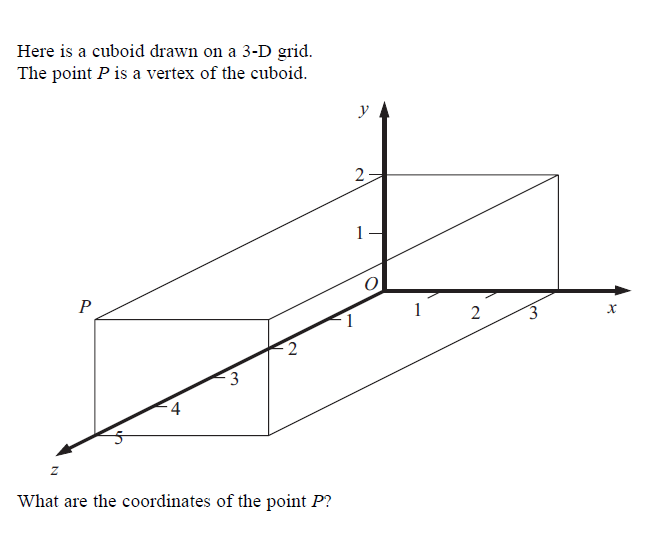 Here is a cuboid drawn on a 3-D grid.
The point P is a vertex of the cuboid.
y
2
1
O
P
1
1
2
3
x
2
3
4
5
z
What are the coordinates of the point P?